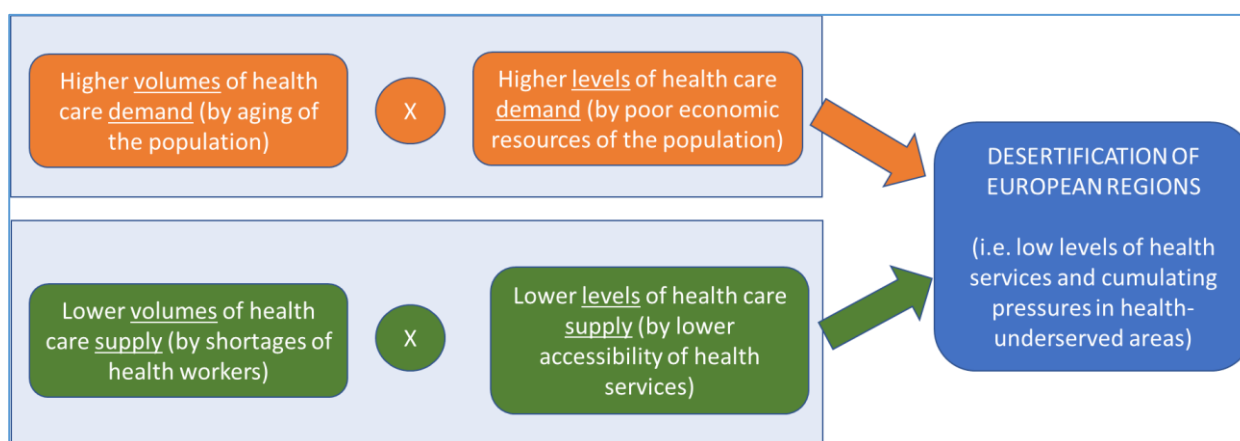 Higher volumes of health
care demand (by aging of
the population)
X
Higher levels of health care
demand (by poor economic
resources of the population)
Lower volumes of health
care supply (by shortages of
health workers)
X
Lower levels of health care
supply (by lower
accessibility of health
services)
DESERTIFICATION OF
EUROPEAN REGIONS
(i.e. low levels of health
services and cumulating
pressures in health-
underserved areas)